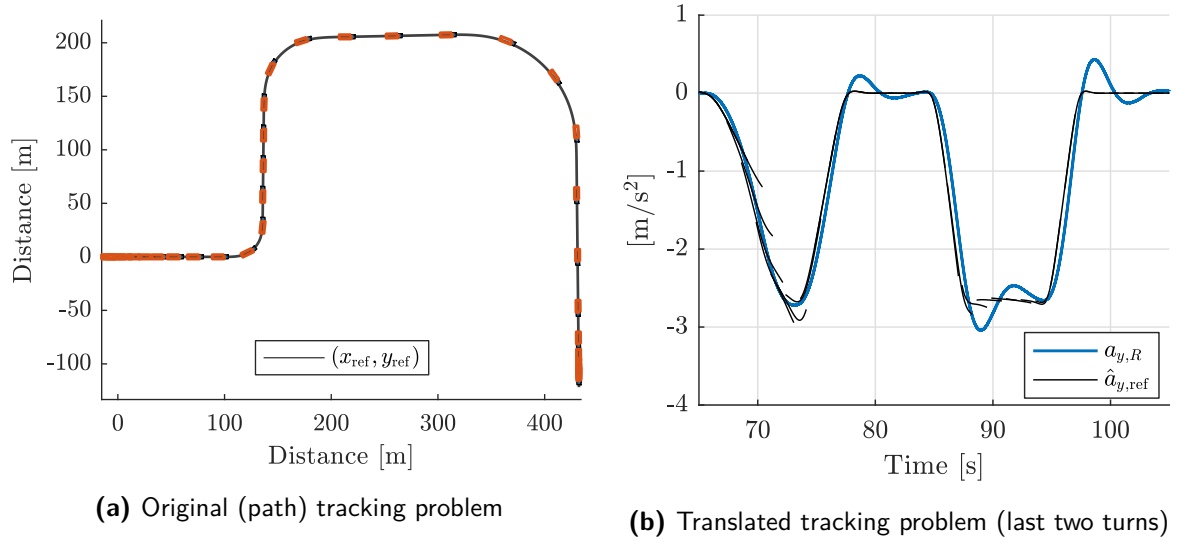 200
150
100
50
0
-50
-100
0
100
200
300
400
Distance [m]
Distance [m]
(x_ref, y_ref)
(a) Original (path) tracking problem
1
0
-1
-2
-3
-4
70
80
90
100
[m/s²]
Time [s]
a_{y,R}
â_{y,ref}
(b) Translated tracking problem (last two turns)